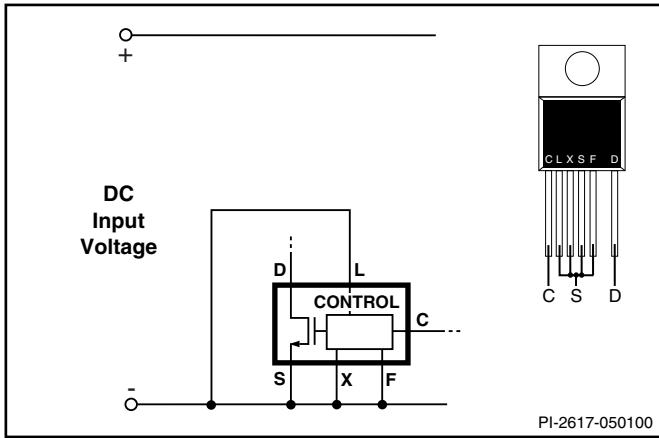 +
DC
Input
Voltage
D
L
CONTROL
C
S
X
F
-
C L X S F D
C S D
PI-2617-050100